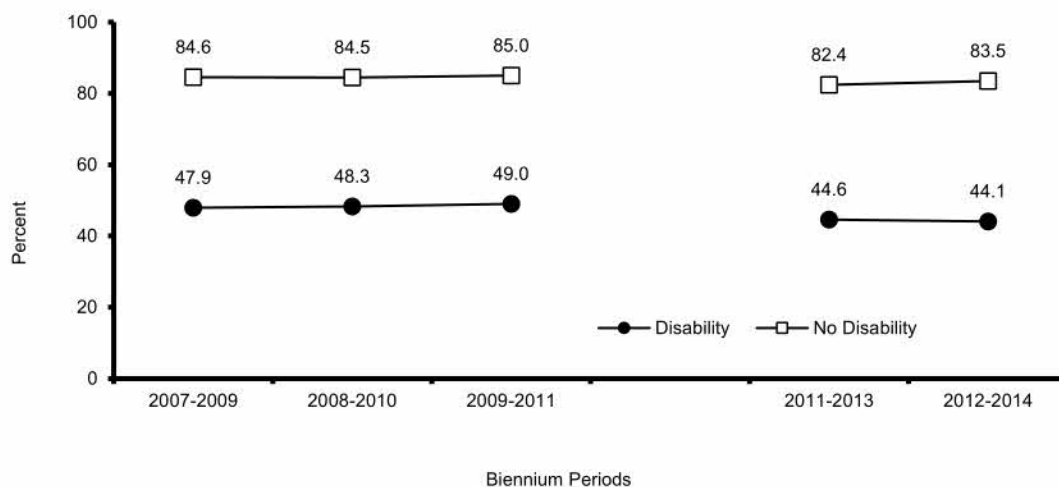 100
84.6 84.5 85.0 82.4 83.5
80
60
47.9 48.3 49.0 44.6 44.1
40
20
0
Percent
Disability No Disability
2007-2009 2008-2010 2009-2011 2011-2013 2012-2014
Biennium Periods